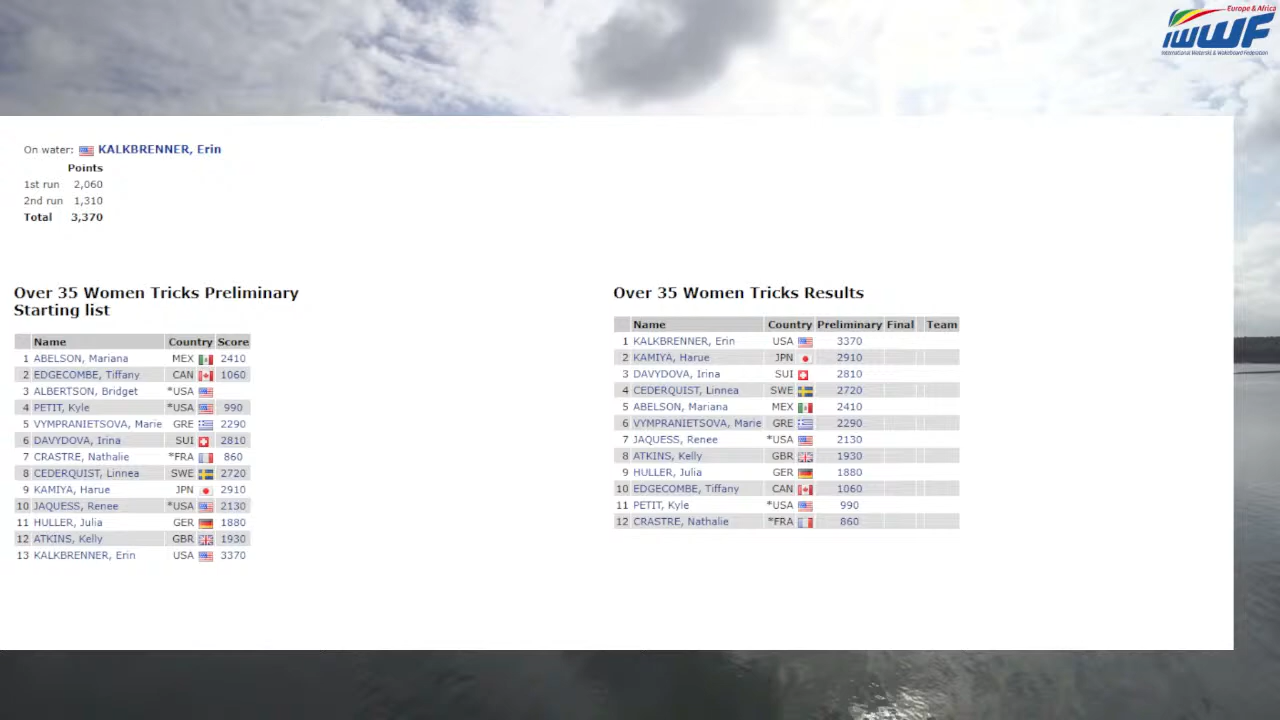 Europe & Africa
IWWF
International Waterski & Wakeboard Federation
On water: KALKBRENNER, Erin
Points
1st run 2,060
2nd run 1,310
Total 3,370
Over 35 Women Tricks Preliminary
Starting list
Name Country Score
1 ABELSON, Mariana MEX 2410
2 EDGECOMBE, Tiffany CAN 1060
3 ALBERTSON, Bridget *USA
4 PETIT, Kyle *USA 990
5 VYMPRANIETSOVA, Marie GRE 2290
6 DAVYDOVA, Irina SUI 2810
7 CRASTRE, Nathalie *FRA 860
8 CEDERQUIST, Linnea SWE 2720
9 KAMIYA, Harue JPN 2910
10 JAQUESS, Renee *USA 2130
11 HULLER, Julia GER 1880
12 ATKINS, Kelly GBR 1930
13 KALKBRENNER, Erin USA 3370
Over 35 Women Tricks Results
Name Country Preliminary Final Team
1 KALKBRENNER, Erin USA 3370
2 KAMIYA, Harue JPN 2910
3 DAVYDOVA, Irina SUI 2810
4 CEDERQUIST, Linnea SWE 2720
5 ABELSON, Mariana MEX 2410
6 VYMPRANIETSOVA, Marie GRE 2290
7 JAQUESS, Renee *USA 2130
8 ATKINS, Kelly GBR 1930
9 HULLER, Julia GER 1880
10 EDGECOMBE, Tiffany CAN 1060
11 PETIT, Kyle *USA 990
12 CRASTRE, Nathalie *FRA 860